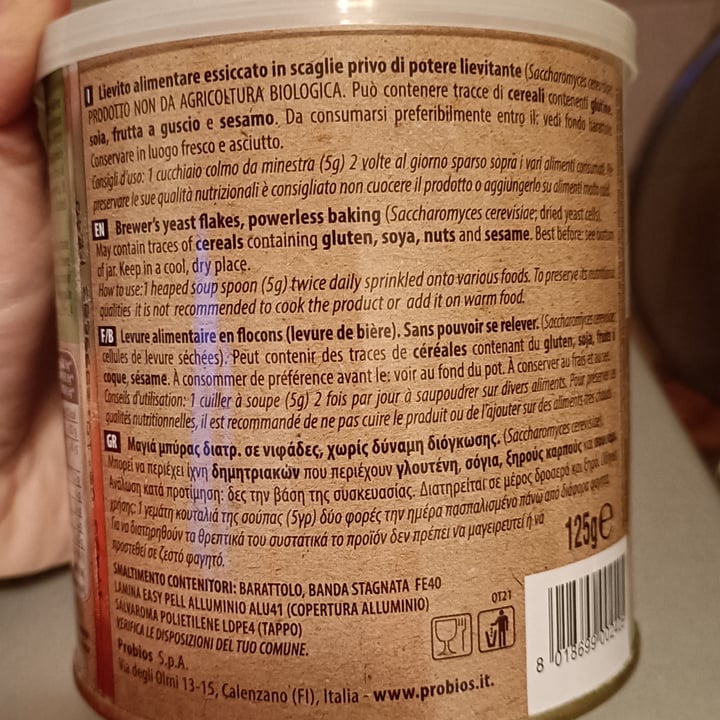 I Lievito alimentare essiccato in scaglie privo di potere lievitante (Saccharomyces
PRODOTTO NON DA AGRICOLTURA BIOLOGICA. Può contenere tracce di cereali contenenti
soia, frutta a guscio e sesamo. Da consumarsi preferibilmente entro il: vedi fondo
Conservare in luogo fresco e asciutto.
Consigli d'uso: 1 cucchiaio colmo da minestra (5g) 2 volte al giorno sparso sopra i vari alimenti
preservare le sue qualità nutrizionali è consigliato non cuocere il prodotto o aggiungerlo su alimenti
EN Brewer's yeast flakes, powerless baking (Saccharomyces cerevisiae; dried yeast cells).
May contain traces of cereals containing gluten, soya, nuts and sesame. Best before: see bottom
of jar. Keep in a cool, dry place.
How to use:1 heaped soup spoon (5g) twice daily sprinkled onto various foods. To preserve its nutritional
qualities it is not recommended to cook the product or add it on warm food.
F/B Levure alimentaire en flocons (levure de bière). Sans pouvoir se relever. (Saccharomyces
cellules de levure séchées). Peut contenir des traces de céréales contenant du gluten, soja, fruits à
coque, sésame. À consommer de préférence avant le: voir au fond du pot. À conserver au frais et au sec.
Conseils d'utilisation: 1 cuiller à soupe (5g) 2 fois par jour à saupoudrer sur divers aliments. Pour
qualités nutritionnelles, il est recommandé de ne pas cuire le produit ou de l'ajouter sur des aliments
GR Μαγιά μπύρας διατρ. σε νιφάδες, χωρίς δύναμη διόγκωσης. (Saccharomyces
Μπορεί να περιέχει ίχνη δημητριακών που περιέχουν γλουτένη, σόγια, ξηρούς καρπούς
Ανάλωση κατά προτίμηση: δες την βάση της συσκευασίας. Διατηρείται σε μέρος δροσερό και
χρήσης: 1 γεμάτη κουταλιά της σούπας (5γρ) δύο φορές την ημέρα πασπαλισμένο πάνω από διάφορα
Για να διατηρηθούν τα θρεπτικά του συστατικά το προϊόν δεν πρέπει να μαγειρευτεί ή να
προστεθεί σε ζεστό φαγητό.
125g e
SMALTIMENTO CONTENITORI: BARATTOLO, BANDA STAGNATA FE40
LAMINA EASY PELL ALLUMINIO ALU41 (COPERTURA ALLUMINIO)
SALVAROMA POLIETILENE LDPE4 (TAPPO)
VERIFICA LE DISPOSIZIONI DEL TUO COMUNE.
QT21
Probios S.p.A.
Via degli Olmi 13-15, Calenzano (FI), Italia - www.probios.it.
8 018699